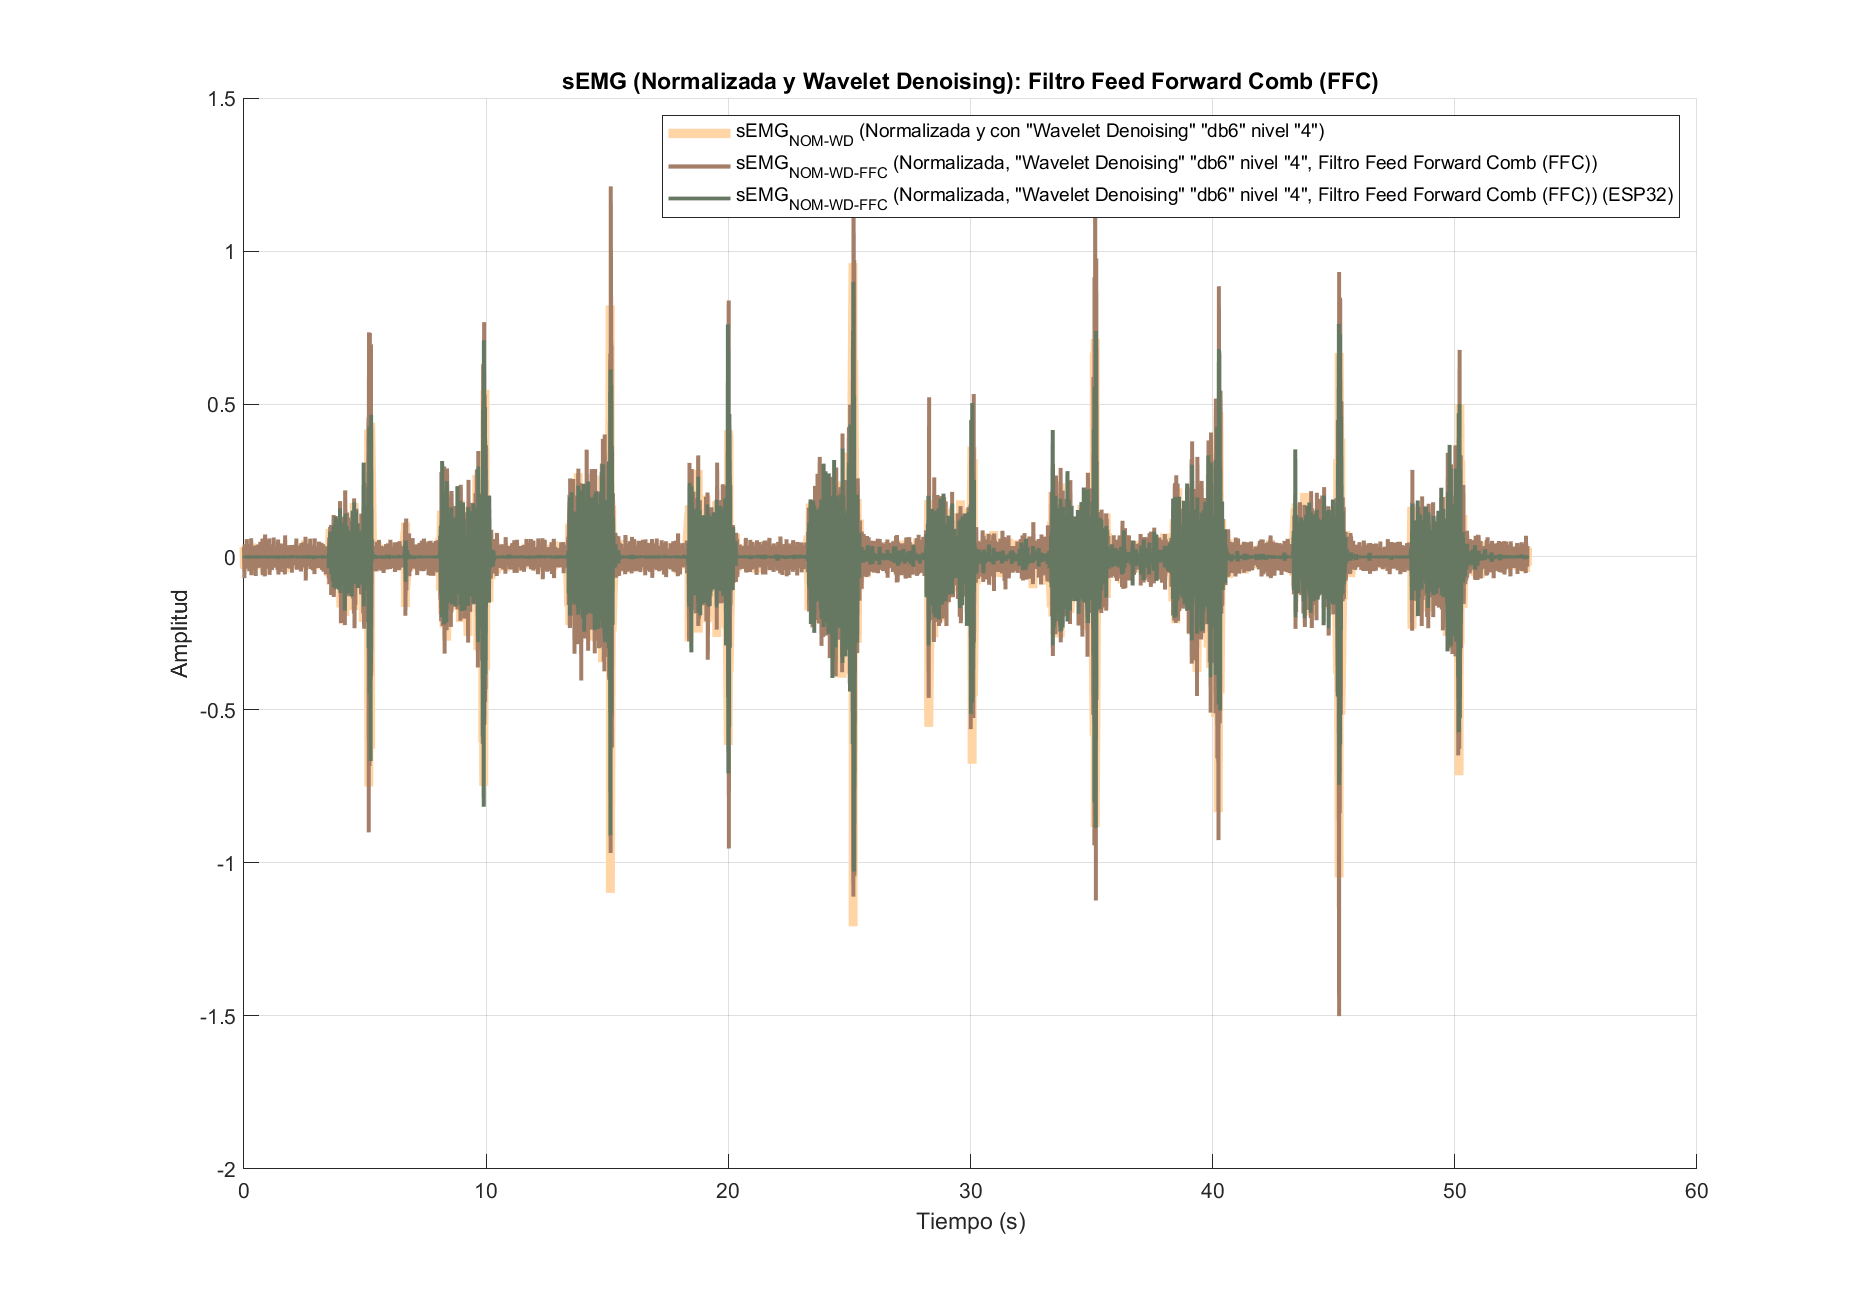 sEMG (Normalizada y Wavelet Denoising): Filtro Feed Forward Comb (FFC)
sEMG_NOM-WD (Normalizada y con "Wavelet Denoising" "db6" nivel "4")
sEMG_NOM-WD-FFC (Normalizada, "Wavelet Denoising" "db6" nivel "4", Filtro Feed Forward Comb (FFC))
sEMG_NOM-WD-FFC (Normalizada, "Wavelet Denoising" "db6" nivel "4", Filtro Feed Forward Comb (FFC)) (ESP32)
1.5
1
0.5
0
-0.5
-1
-1.5
-2
Amplitud
0 10 20 30 40 50 60
Tiempo (s)